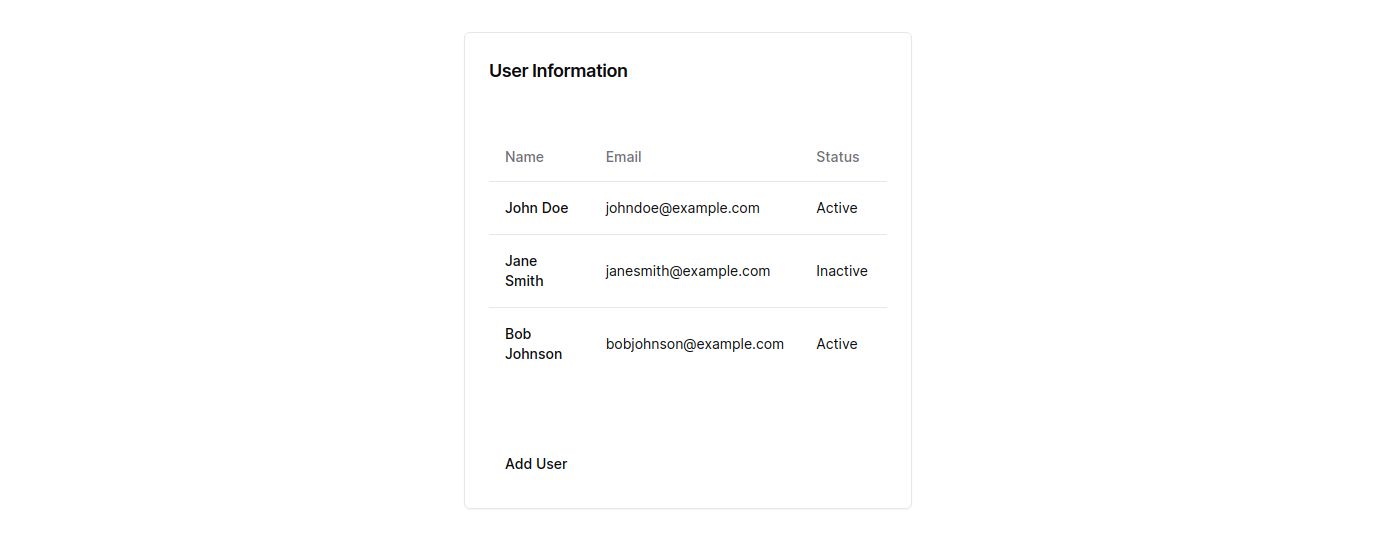 User Information
Name Email Status
John Doe johndoe@example.com Active
Jane
Smith janesmith@example.com Inactive
Bob
Johnson bobjohnson@example.com Active
Add User